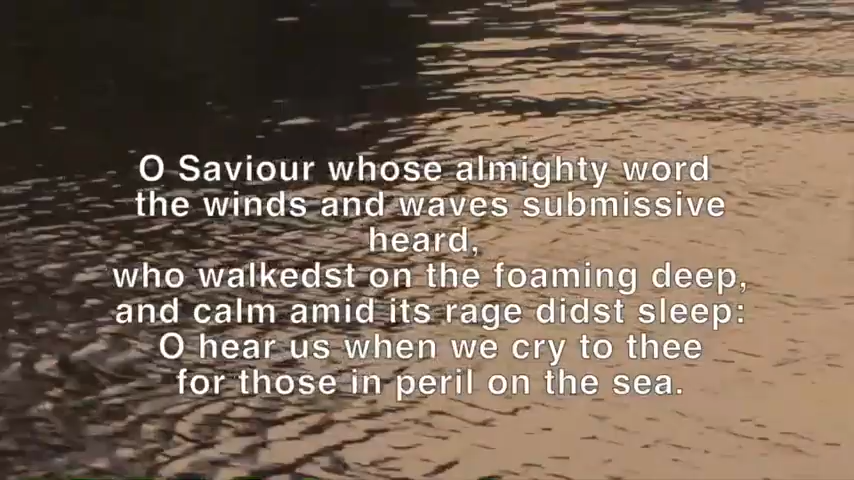 O Saviour whose almighty word
the winds and waves submissive
heard,
who walkedst on the foaming deep,
and calm amid its rage didst sleep:
O hear us when we cry to thee
for those in peril on the sea.